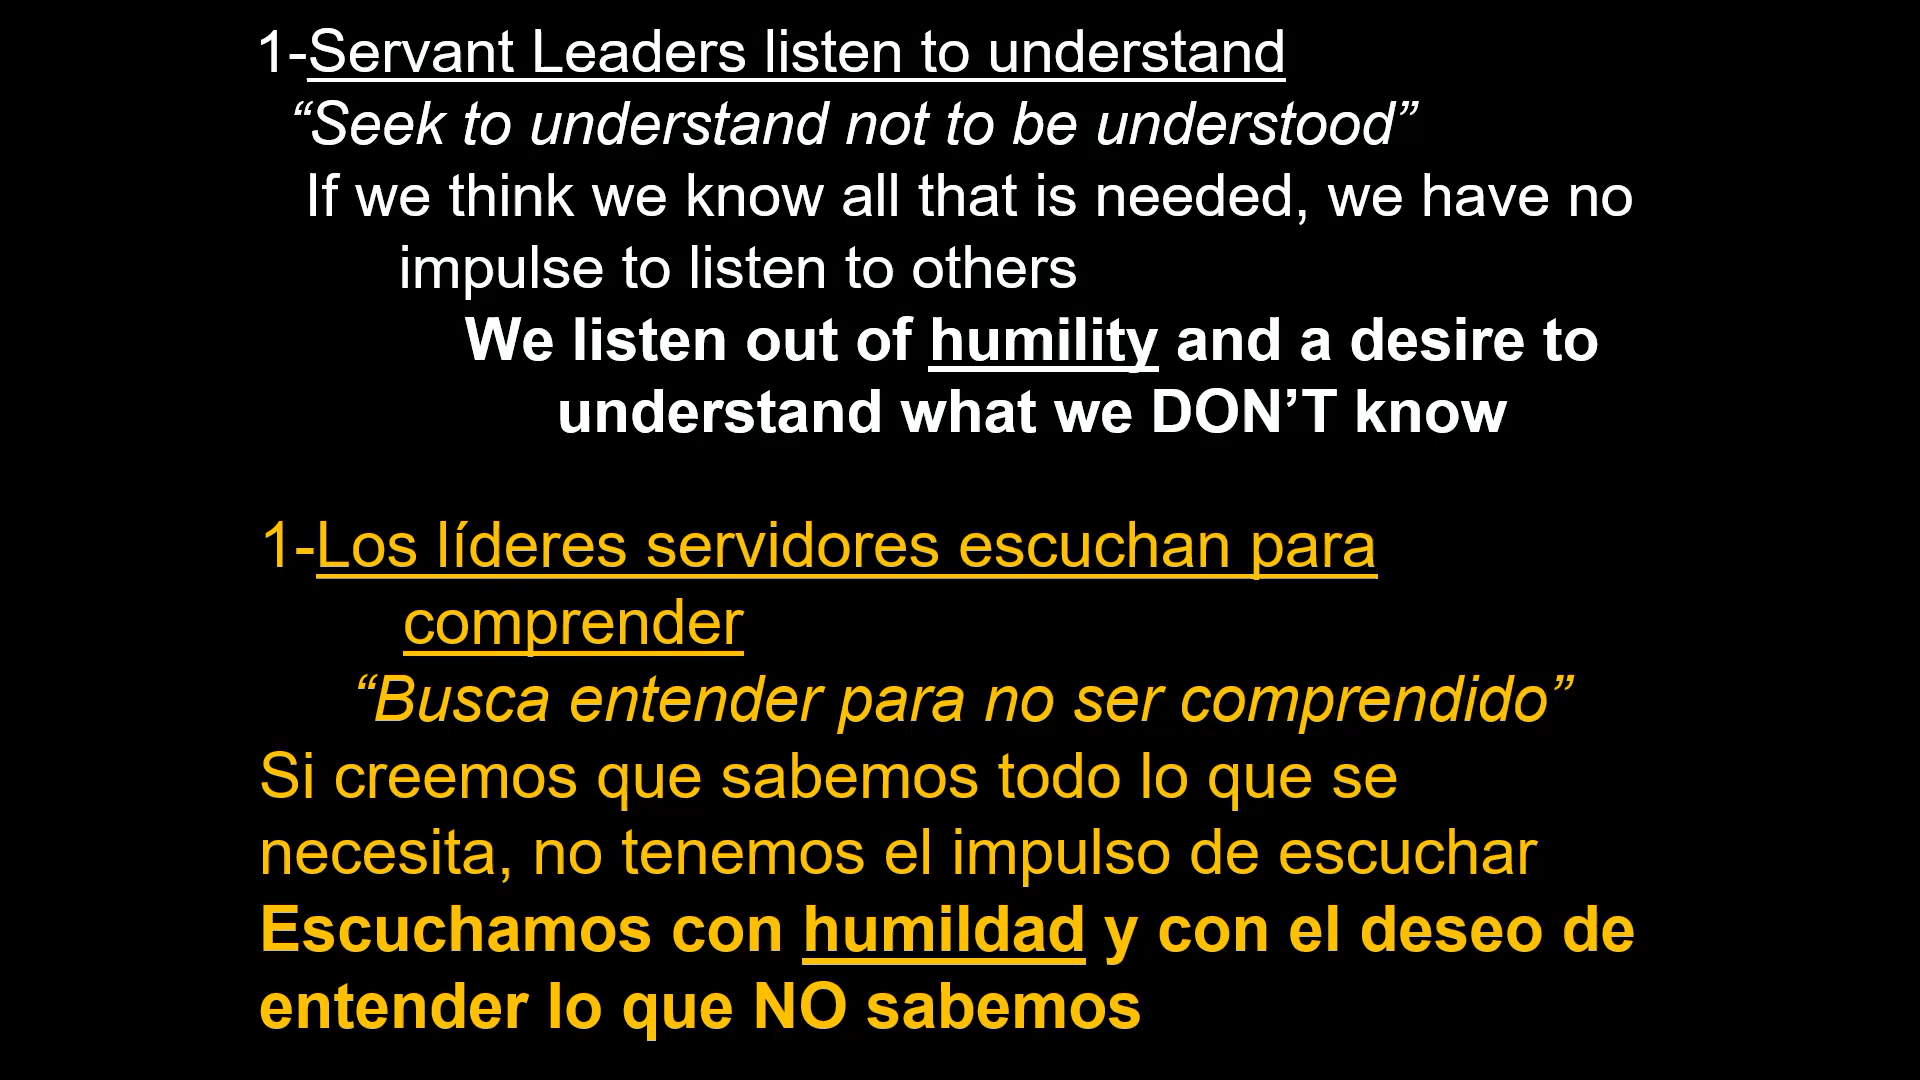 1-Servant Leaders listen to understand
“Seek to understand not to be understood”
If we think we know all that is needed, we have no
impulse to listen to others
We listen out of humility and a desire to
understand what we DON’T know
1-Los líderes servidores escuchan para
comprender
“Busca entender para no ser comprendido”
Si creemos que sabemos todo lo que se
necesita, no tenemos el impulso de escuchar
Escuchamos con humildad y con el deseo de
entender lo que NO sabemos